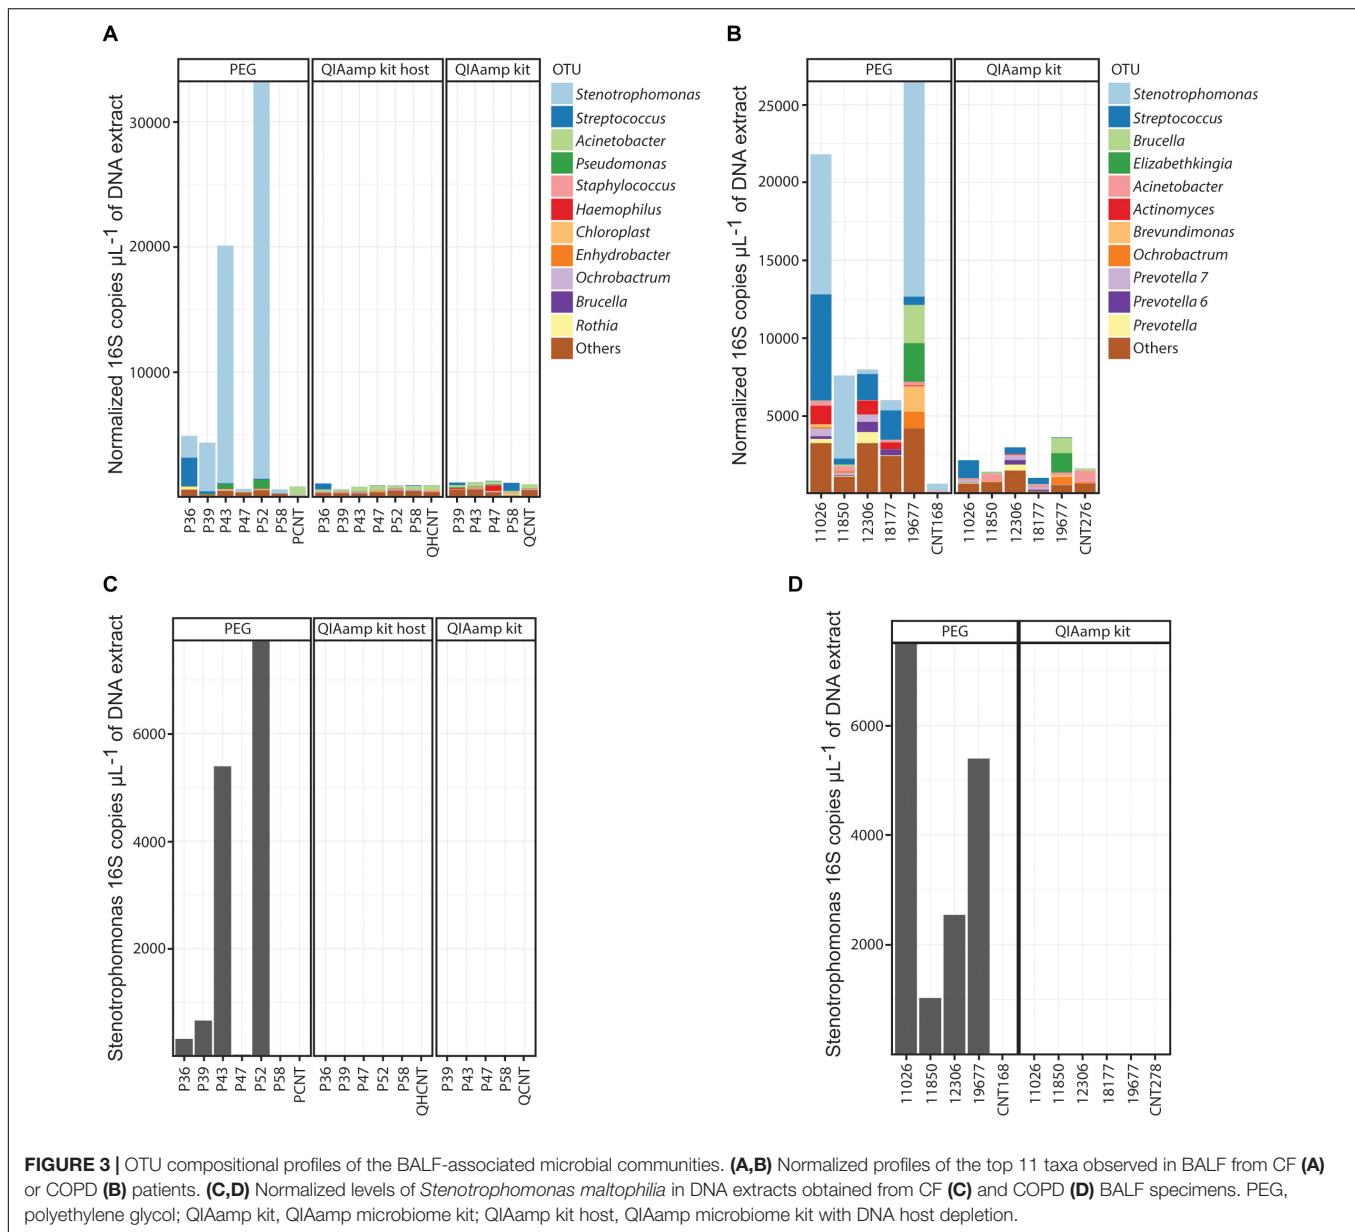 A
PEG
QIAamp kit host
QIAamp kit
OTU
Normalized 16S copies µL⁻¹ of DNA extract
30000
20000
10000
Stenotrophomonas
Streptococcus
Acinetobacter
Pseudomonas
Staphylococcus
Haemophilus
Chloroplast
Enhydrobacter
Ochrobactrum
Brucella
Rothia
Others
P36
P39
P43
P47
P52
P58
PCNT
P36
P39
P43
P47
P52
P58
QHCNT
P39
P43
P47
P58
QCNT
B
PEG
QIAamp kit
OTU
Normalized 16S copies µL⁻¹ of DNA extract
25000
20000
15000
10000
5000
Stenotrophomonas
Streptococcus
Brucella
Elizabethkingia
Acinetobacter
Actinomyces
Brevundimonas
Ochrobactrum
Prevotella 7
Prevotella 6
Prevotella
Others
11026
11850
12306
18177
19677
CNT168
11026
11850
12306
18177
19677
CNT276
C
PEG
QIAamp kit host
QIAamp kit
Stenotrophomonas 16S copies µL⁻¹ of DNA extract
6000
4000
2000
P36
P39
P43
P47
P52
P58
PCNT
P36
P39
P47
P52
P58
QHCNT
P39
P43
P47
P58
QCNT
D
PEG
QIAamp kit
Stenotrophomonas 16S copies µL⁻¹ of DNA extract
6000
4000
2000
11026
11850
12306
19677
CNT168
11026
11850
12306
18177
19677
CNT278
FIGURE 3 | OTU compositional profiles of the BALF-associated microbial communities. (A,B) Normalized profiles of the top 11 taxa observed in BALF from CF (A)
or COPD (B) patients. (C,D) Normalized levels of Stenotrophomonas maltophilia in DNA extracts obtained from CF (C) and COPD (D) BALF specimens. PEG,
polyethylene glycol; QIAamp kit, QIAamp microbiome kit; QIAamp kit host, QIAamp microbiome kit with DNA host depletion.